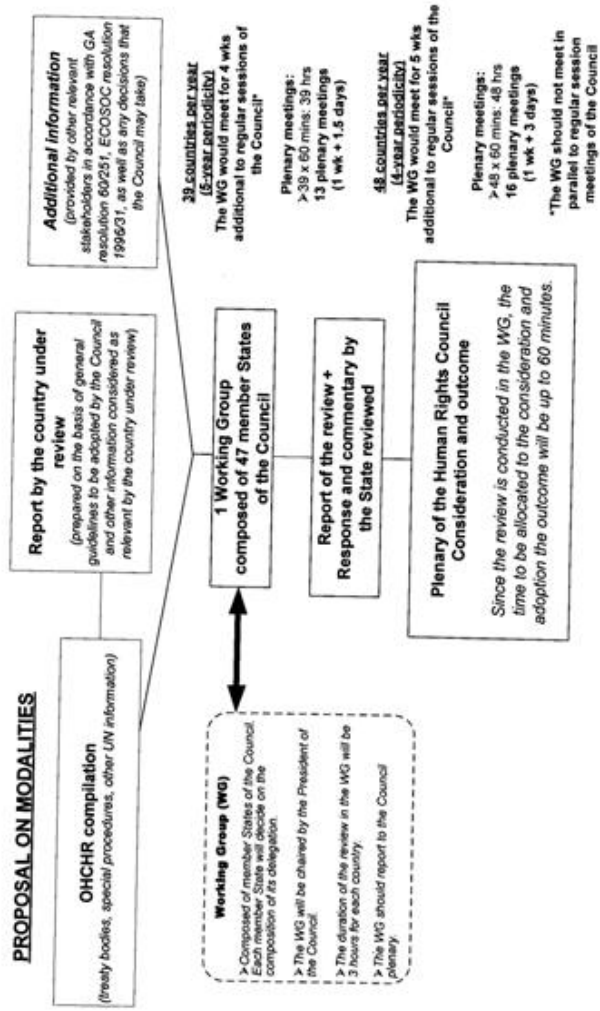 PROPOSAL ON MODALITIES
OHCHR compilation
(treaty bodies, special procedures, other UN information)
Report by the country under
review
(prepared on the basis of general
guidelines to be adopted by the Council
and other information considered as
relevant by the country under review)
Additional information
(provided by other relevant
stakeholders in accordance with GA
resolution 60/251, ECOSOC resolution
1996/31, as well as any decisions that
the Council may take)
Working Group (WG)
➢Composed of member States of the Council.
Each member State will decide on the
composition of its delegation.
➢The WG will be chaired by the President of
the Council.
➢The duration of the review in the WG will be
3 hours for each country.
➢The WG should report to the Council
plenary.
1 Working Group
composed of 47 member States
of the Council
Report of the review +
Response and commentary by
the State reviewed
Plenary of the Human Rights Council
Consideration and outcome
Since the review is conducted in the WG, the
time to be allocated to the consideration and
adoption the outcome will be up to 60 minutes.
39 countries per year
(5-year periodicity)
The WG would meet for 4 wks
additional to regular sessions of
the Council*
Plenary meetings:
➢39 x 60 mins: 39 hrs
13 plenary meetings
(1 wk + 1.5 days)
48 countries per year
(4-year periodicity)
The WG would meet for 5 wks
additional to regular sessions of the
Council*
Plenary meetings:
➢48 x 60 mins: 48 hrs
16 plenary meetings
(1 wk + 3 days)
*The WG should not meet in
parallel to regular session
meetings of the Council